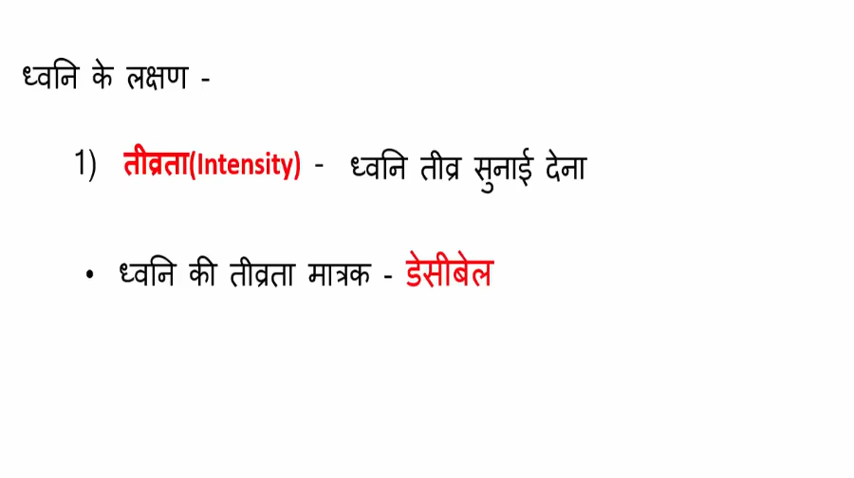 ध्वनि के लक्षण -
1) तीव्रता(Intensity) - ध्वनि तीव्र सुनाई देना
• ध्वनि की तीव्रता मात्रक - डेसीबेल